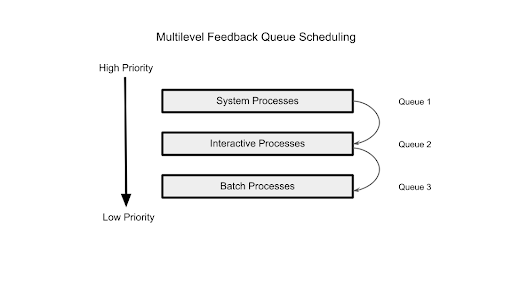 Multilevel Feedback Queue Scheduling
High Priority
System Processes
Queue 1
Interactive Processes
Queue 2
Batch Processes
Queue 3
Low Priority